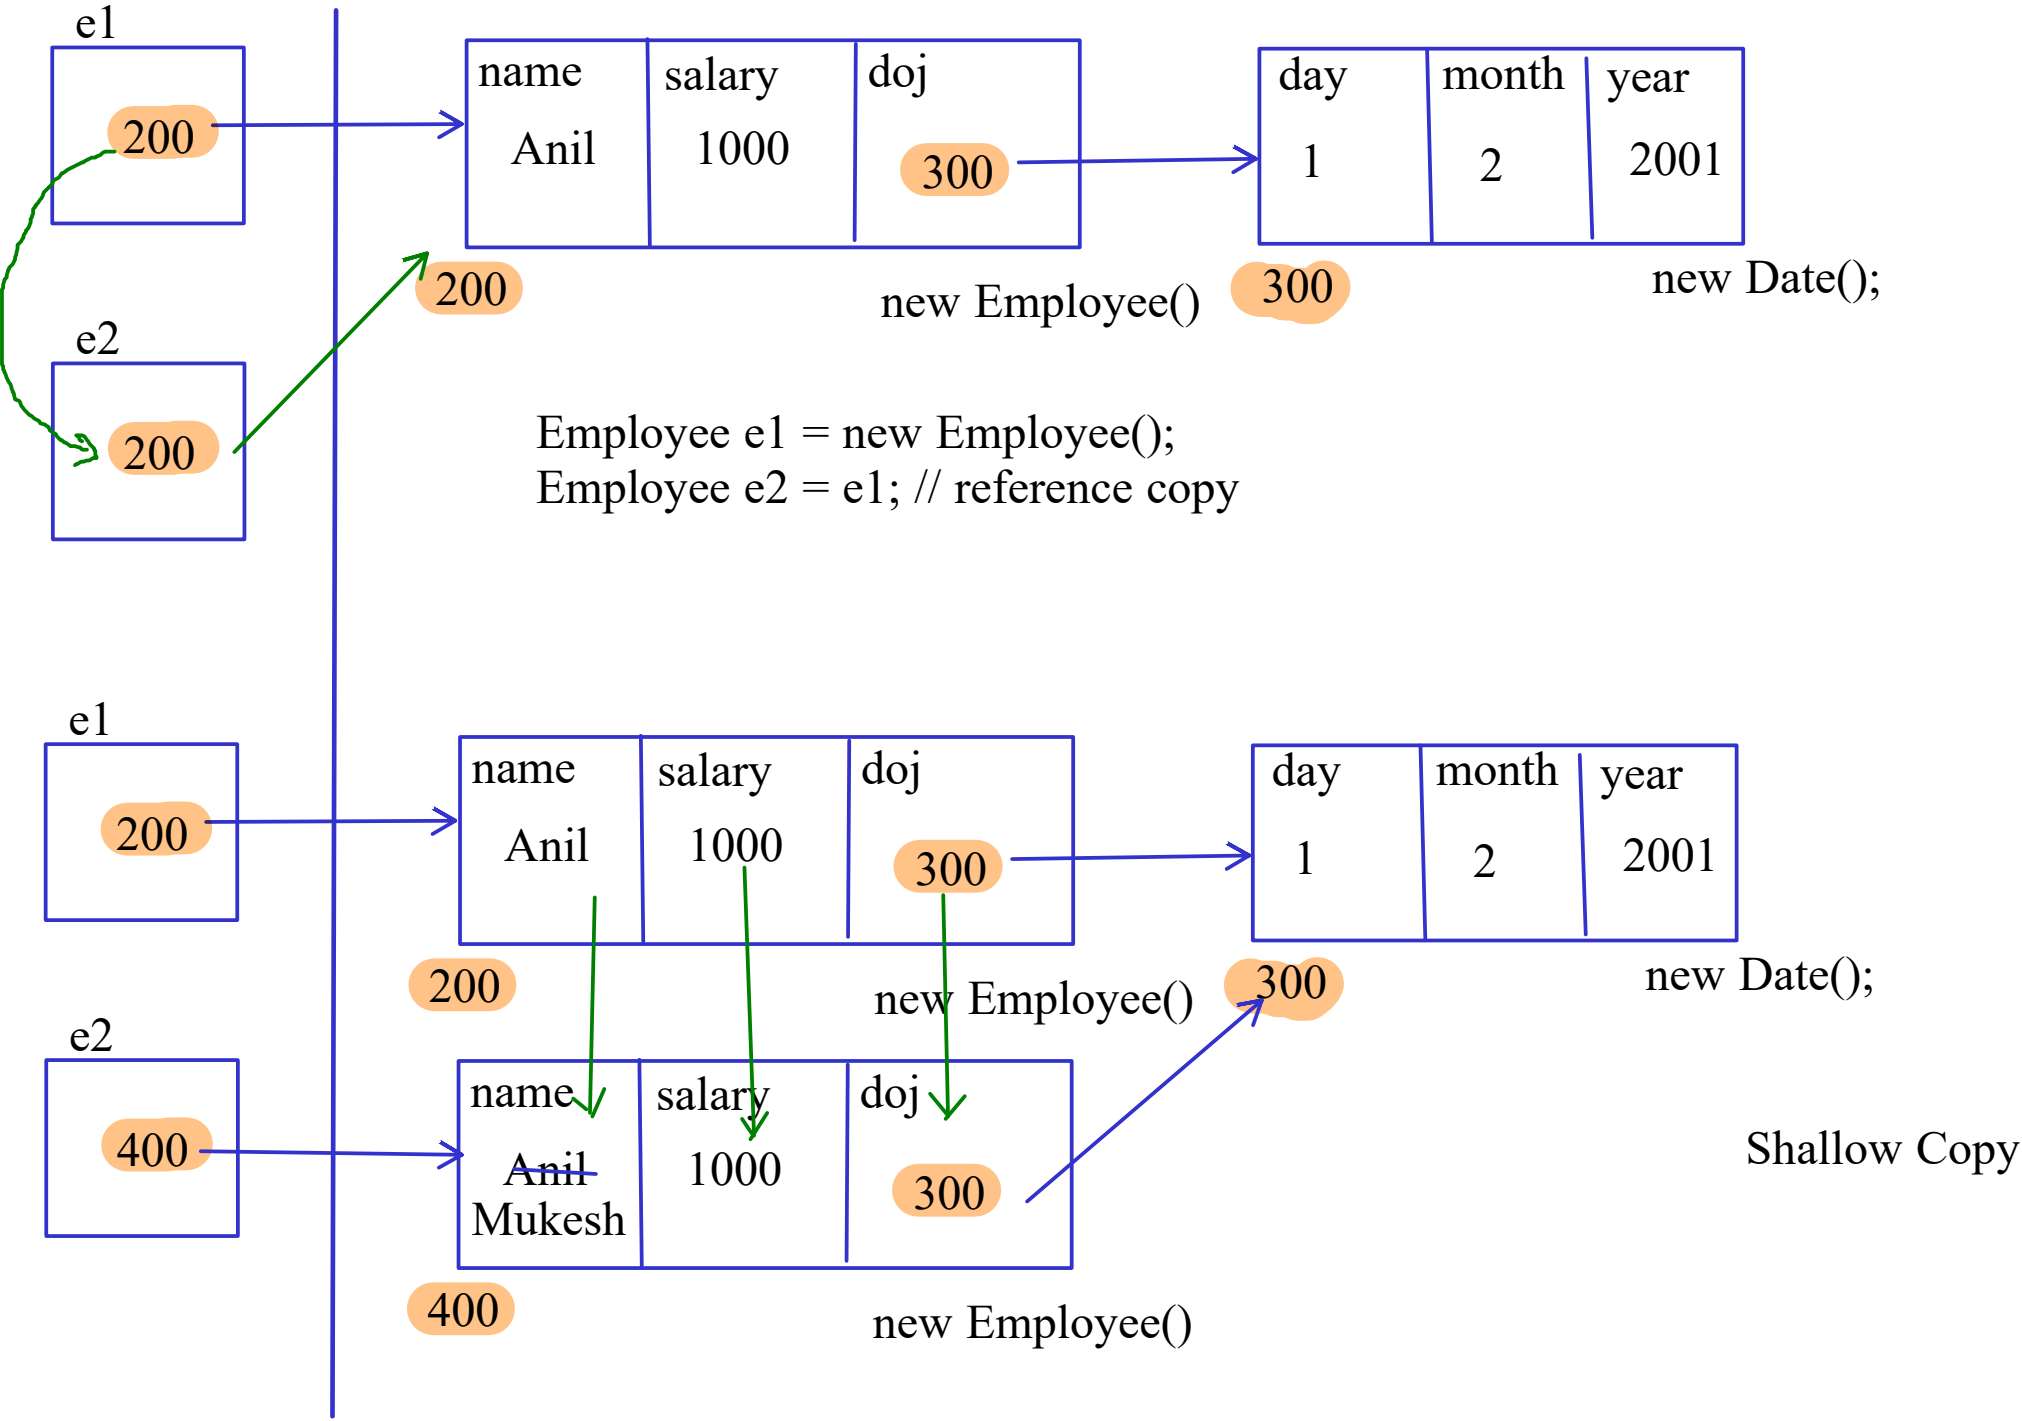 e1
200
name salary doj
Anil 1000 300
day month year
1 2 2001
200
new Employee()
300
new Date();
e2
200
Employee e1 = new Employee();
Employee e2 = e1; // reference copy
e1
200
name salary doj
Anil 1000 300
day month year
1 2 2001
200
new Employee()
300
new Date();
e2
400
name salary doj
Anil 1000 300
Mukesh
Shallow Copy
400
new Employee()